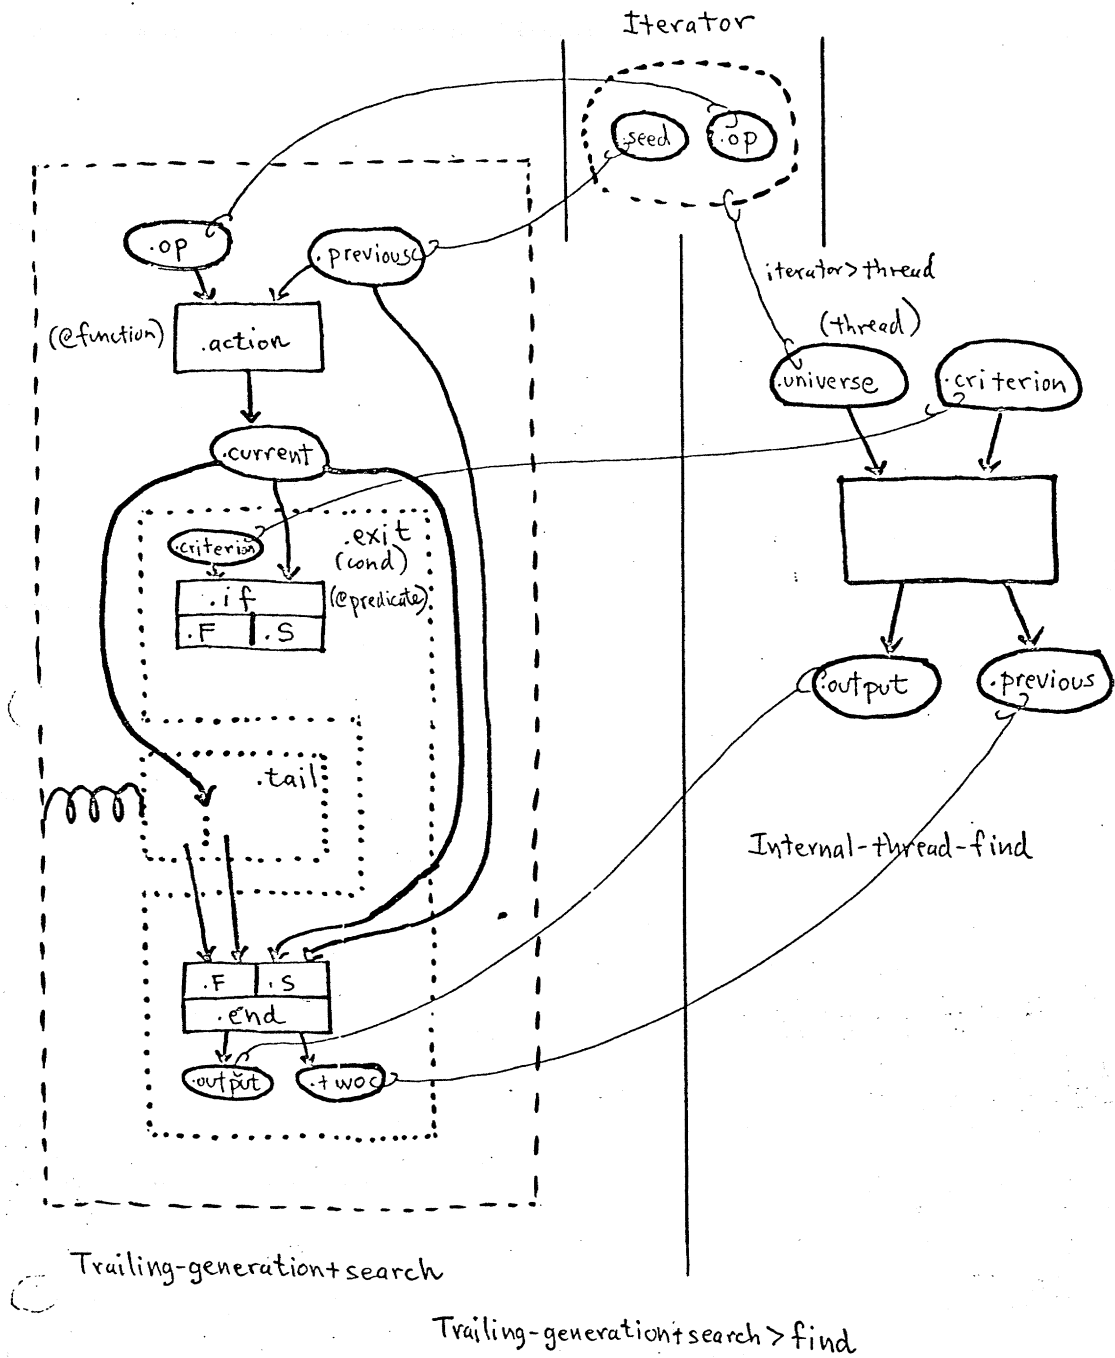 Iterator
.seed
.op
.op
.previous
iterator>thread
(thread)
(@function)
.action
.universe
.criterion
.current
.criterion
.exit
(cond)
.if
(@predicate)
.F
.S
.output
.previous
.tail
Internal-thread-find
.F
.S
.end
.output
.two
Trailing-generation+search
Trailing-generation+search>find